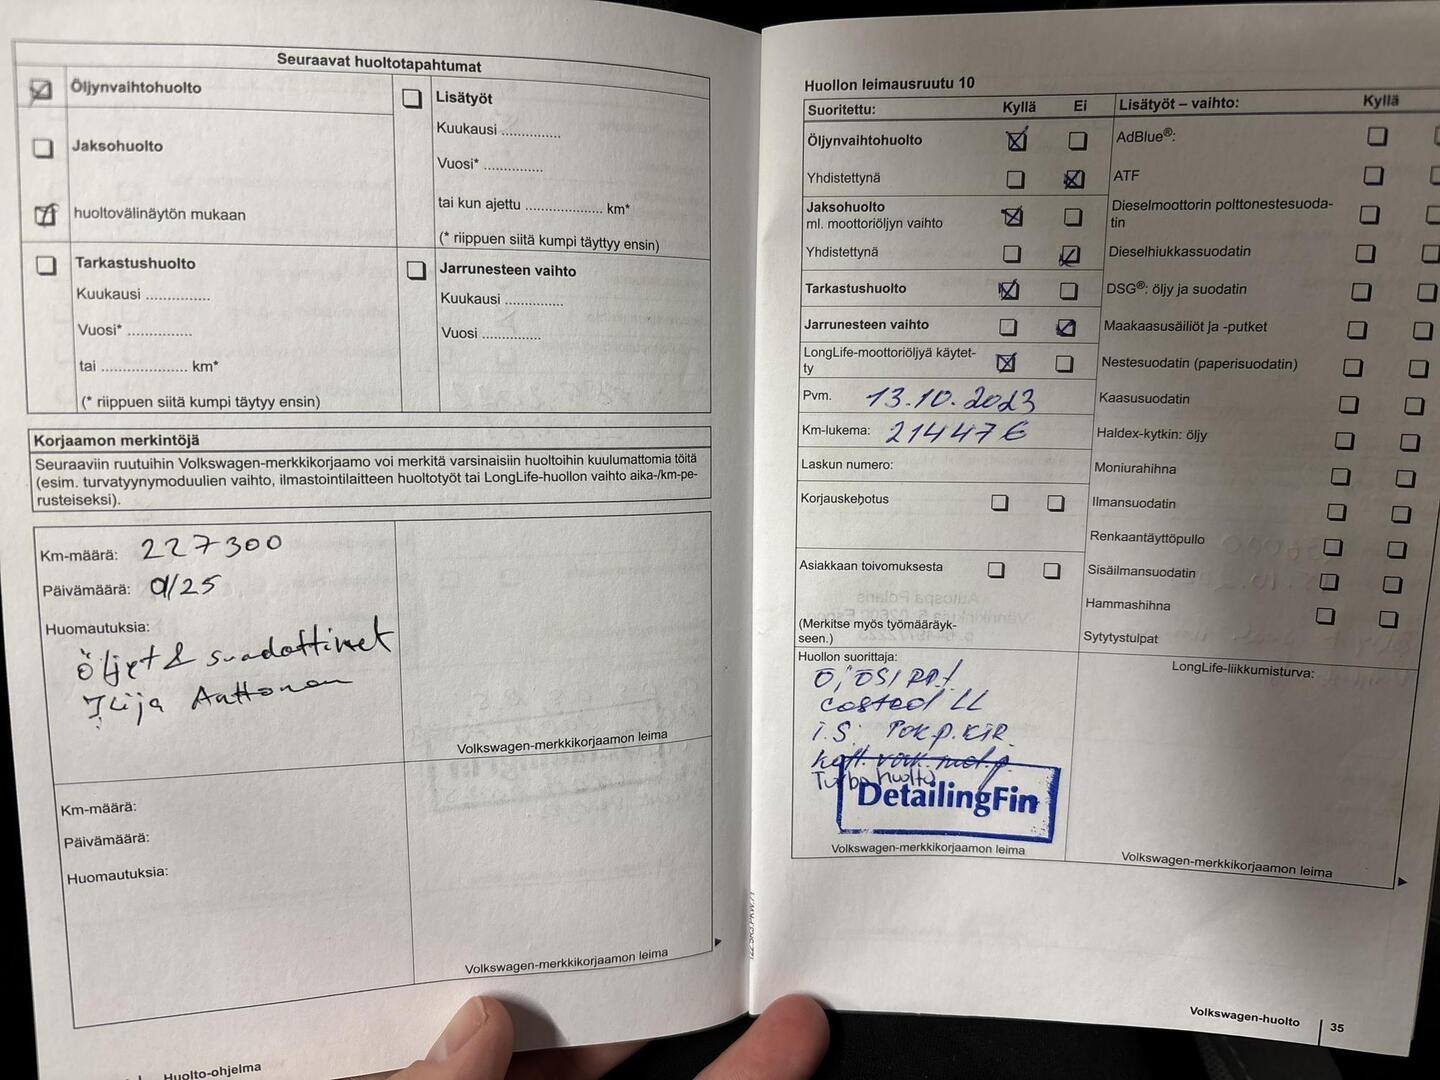 Seuraavat huoltotapahtumat
Öljynvaihtohuolto
Jaksohuolto
huoltovälinäytön mukaan
Lisätyöt
Kuukausi ..............
Vuosi* ..............
tai kun ajettu .................... km*
(* riippuen siitä kumpi täyttyy ensin)
Tarkastushuolto
Kuukausi ...............
Vuosi* ...............
tai .................... km*
(* riippuen siitä kumpi täytyy ensin)
Jarrunesteen vaihto
Kuukausi ..............
Vuosi ..............
Korjaamon merkintöjä
Seuraaviin ruutuihin Volkswagen-merkkikorjaamo voi merkitä varsinaisiin huoltoihin kuulumattomia töitä
(esim. turvatyynymoduulien vaihto, ilmastointilaitteen huoltotyöt tai LongLife-huollon vaihto aika-/km-pe-
rusteiseksi).
Km-määrä: 227300
Päivämäärä: /25
Huomautuksia:
Öljyt & suodattimet
Anttonen
Volkswagen-merkkikorjaamon leima
Km-määrä:
Päivämäärä:
Huomautuksia:
Volkswagen-merkkikorjaamon leima
Huolto-ohjelma
Huollon leimausruutu 10
Suoritettu: Kyllä Ei
Öljynvaihtohuolto
Yhdistettynä
Jaksohuolto
ml. moottoriöljyn vaihto
Yhdistettynä
Tarkastushuolto
Jarrunesteen vaihto
LongLife-moottoriöljyä käytet-
ty
Pvm. 13.10.2023
Km-lukema: 214476
Laskun numero:
Korjauskehotus
Asiakkaan toivomuksesta
(Merkitse myös työmääräyk-
seen.)
Huollon suorittaja:
castrol LL
i.s.
Turbo huolto
DetailingFin
Volkswagen-merkkikorjaamon leima
Lisätyöt – vaihto: Kyllä
AdBlue®:
ATF
Dieselmoottorin polttonestesuoda-
tin
Dieselhiukkassuodatin
DSG®: öljy ja suodatin
Maakaasusäiliöt ja -putket
Nestesuodatin (paperisuodatin)
Kaasusuodatin
Haldex-kytkin: öljy
Moniurahihna
Ilmansuodatin
Renkaantäyttöpullo
Sisäilmansuodatin
Hammashihna
Sytytystulpat
LongLife-liikkumisturva:
Volkswagen-merkkikorjaamon leima
Volkswagen-huolto 35